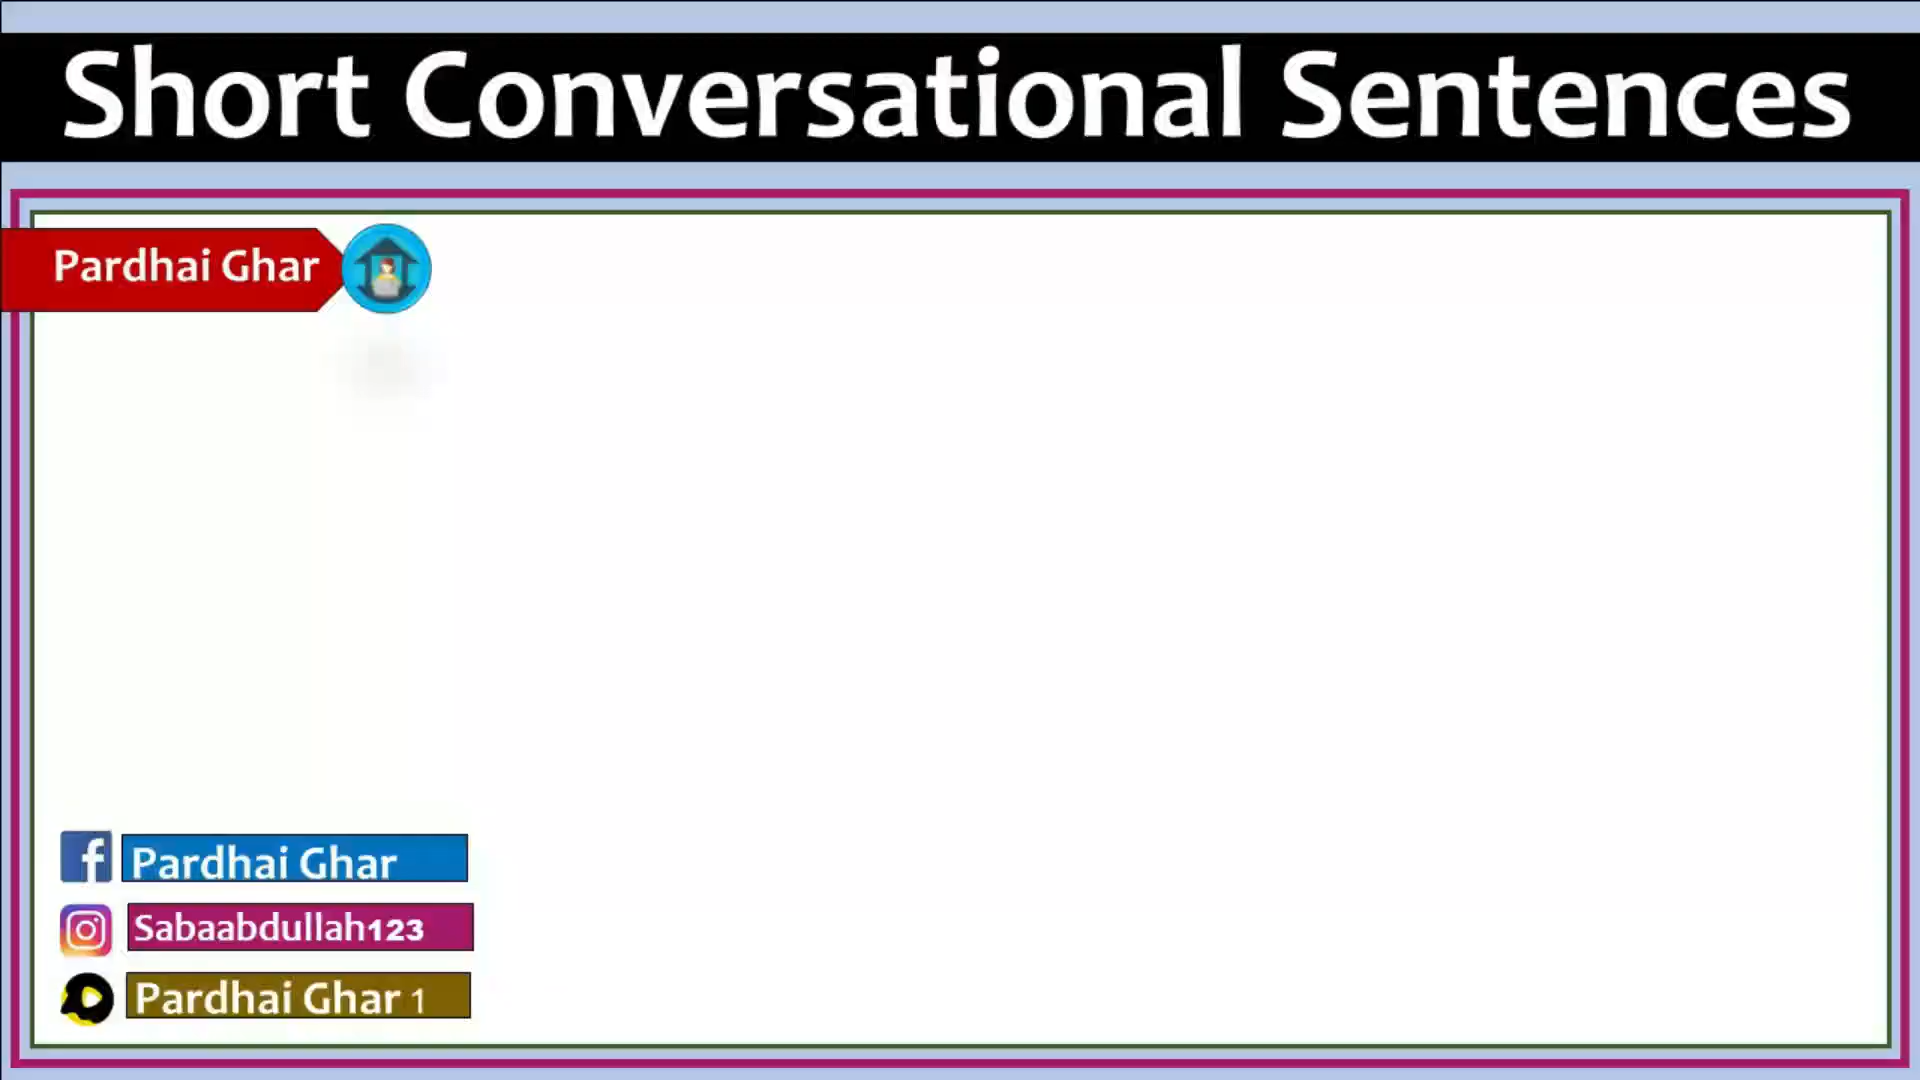 Short Conversational Sentences
Pardhai Ghar
Pardhai Ghar
Sabaabdullah123
Pardhai Ghar 1